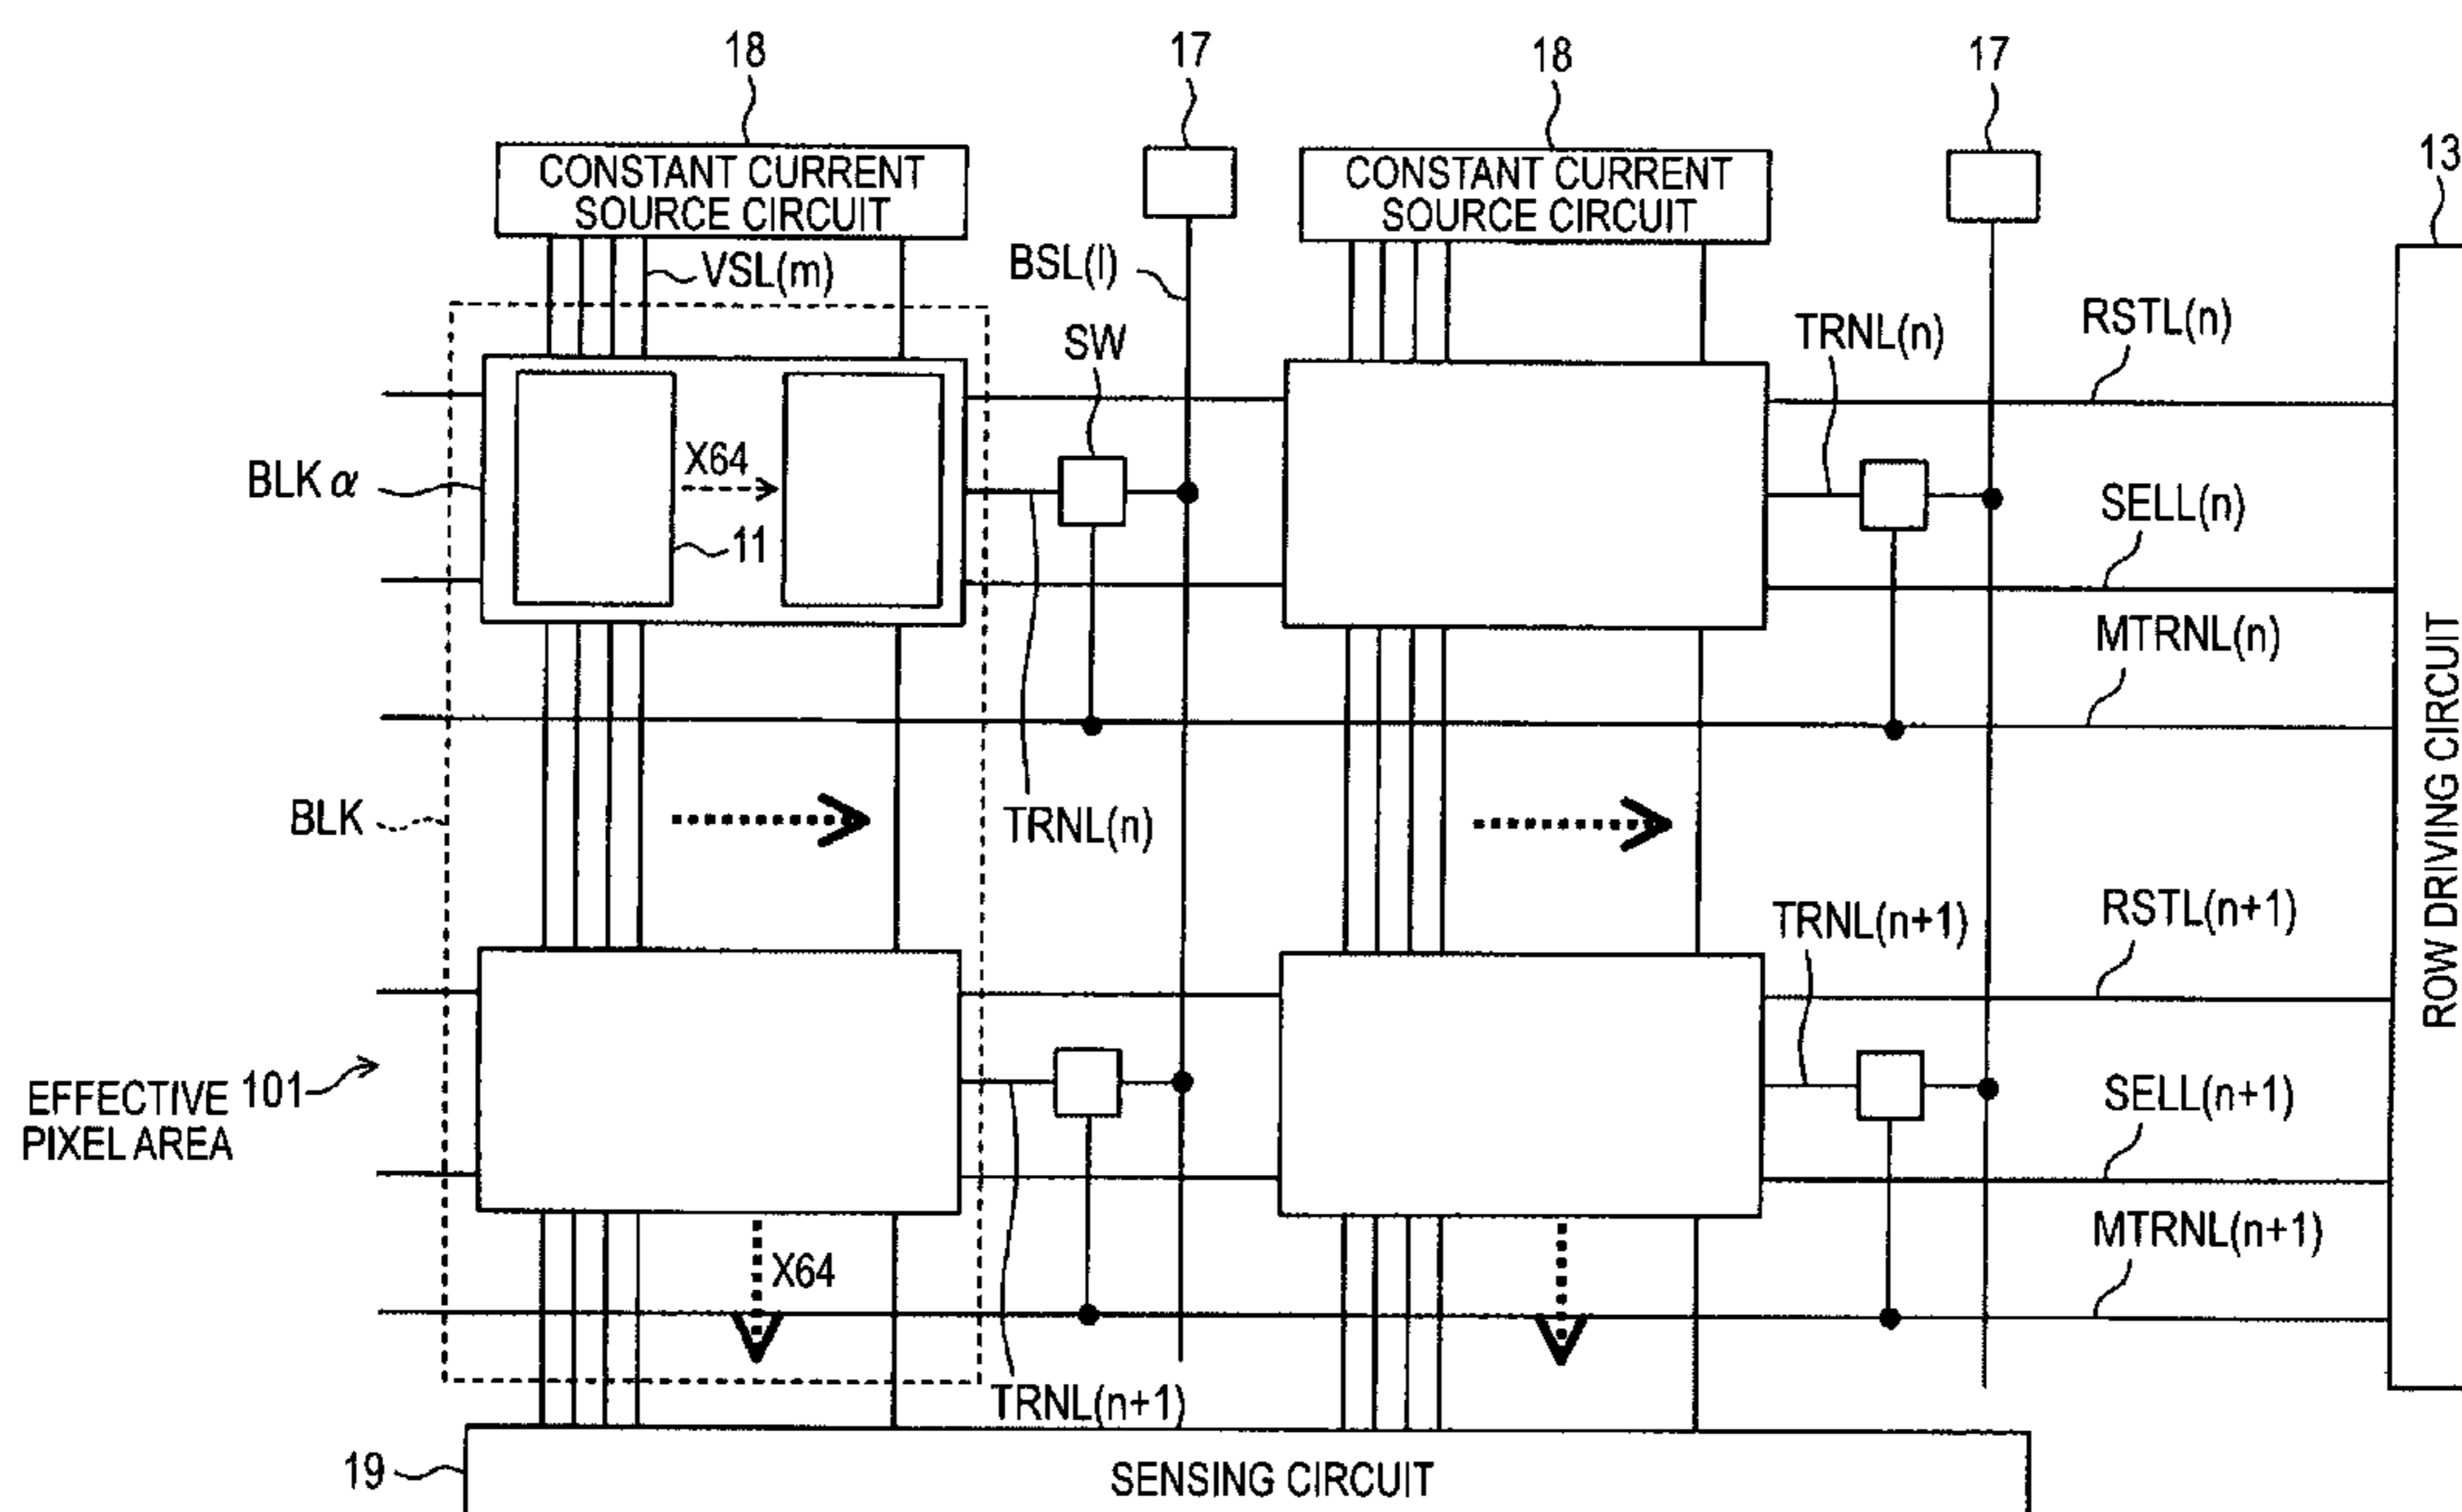 18
17
18
17
13
CONSTANT CURRENT
SOURCE CIRCUIT
CONSTANT CURRENT
SOURCE CIRCUIT
VSL(m)
BSL(l)
SW
TRNL(n)
RSTL(n)
BLK α
X64
11
SELL(n)
MTRNL(n)
ROW DRIVING CIRCUIT
BLK
TRNL(n)
TRNL(n+1)
RSTL(n+1)
EFFECTIVE
PIXEL AREA
101
SELL(n+1)
X64
MTRNL(n+1)
TRNL(n+1)
19
SENSING CIRCUIT